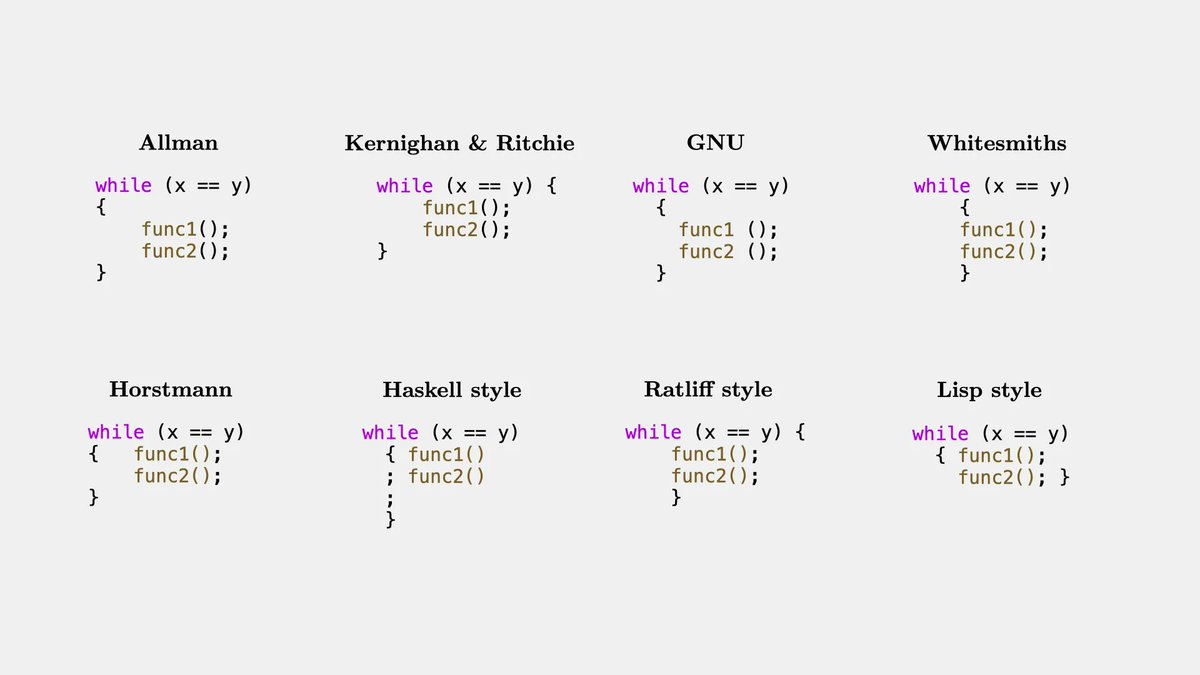 Allman
while (x == y)
{
    func1();
    func2();
}
Kernighan & Ritchie
while (x == y) {
    func1();
    func2();
}
GNU
while (x == y)
  {
    func1 ();
    func2 ();
  }
Whitesmiths
while (x == y)
    {
    func1();
    func2();
    }
Horstmann
while (x == y)
{   func1();
    func2();
}
Haskell style
while (x == y)
  { func1()
  ; func2()
  ;
  }
Ratliff style
while (x == y) {
    func1();
    func2();
    }
Lisp style
while (x == y)
  { func1();
    func2(); }